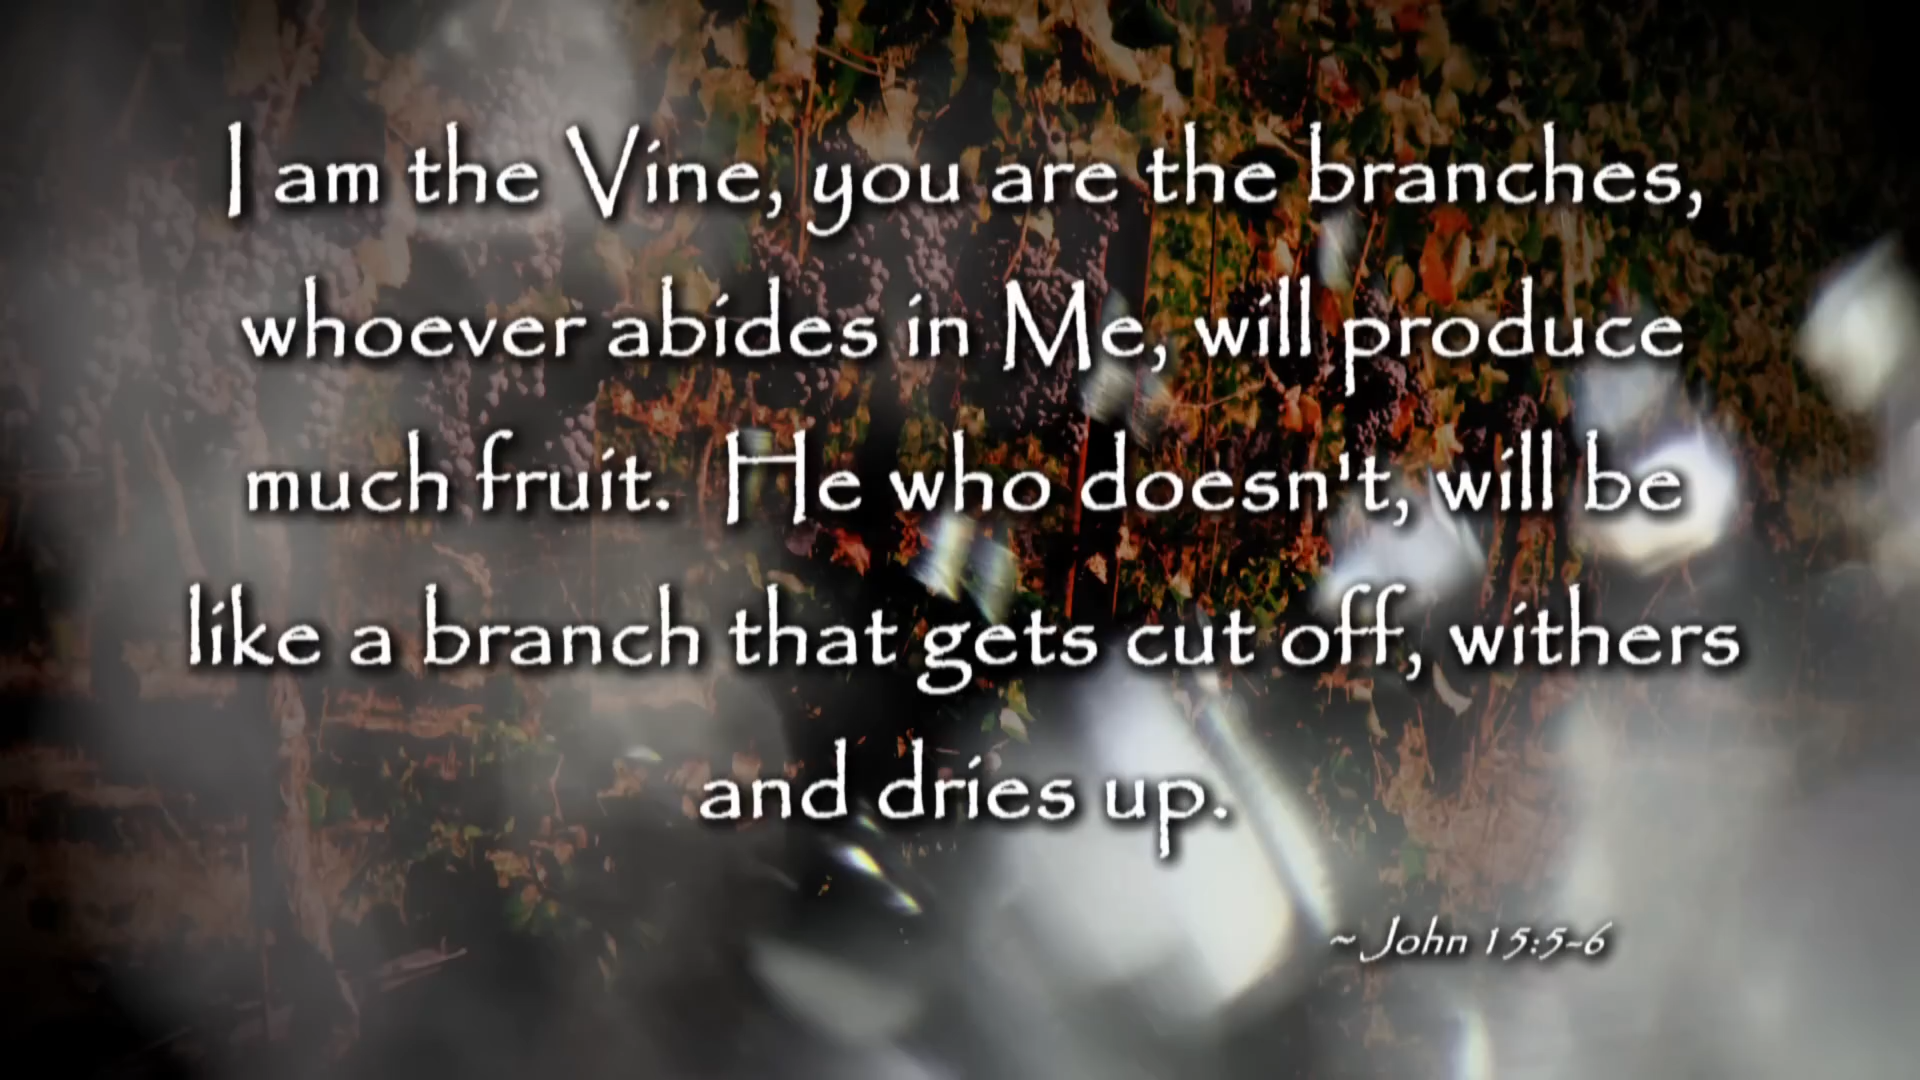 I am the Vine, you are the branches,
whoever abides in Me, will produce
much fruit.  He who doesn't, will be
like a branch that gets cut off, withers
and dries up.
~ John 15:5-6